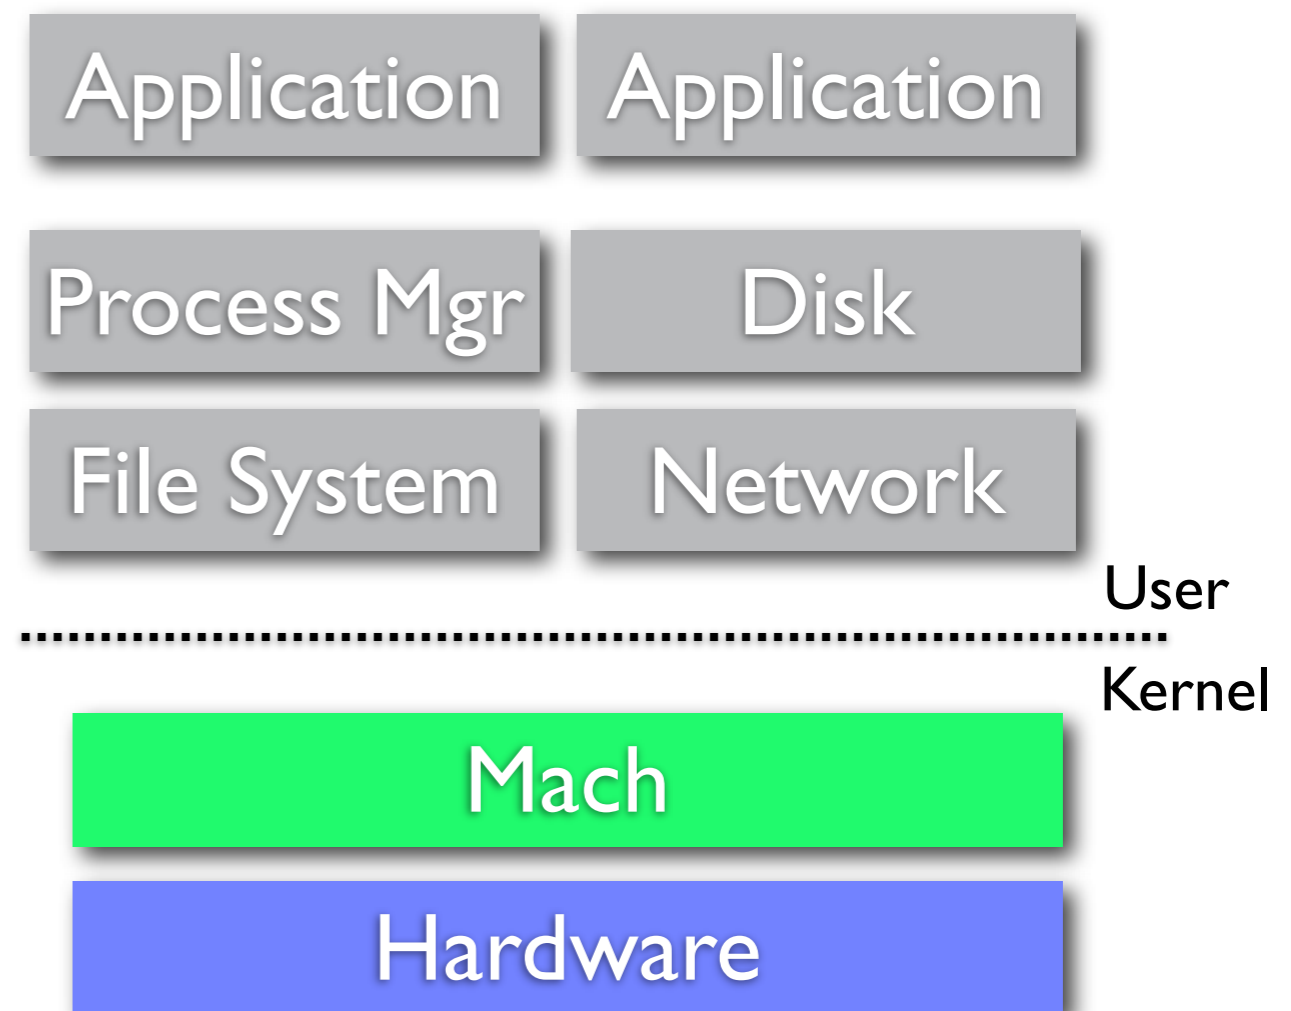 Application Application
Process Mgr Disk
File System Network
User
Kernel
Mach
Hardware